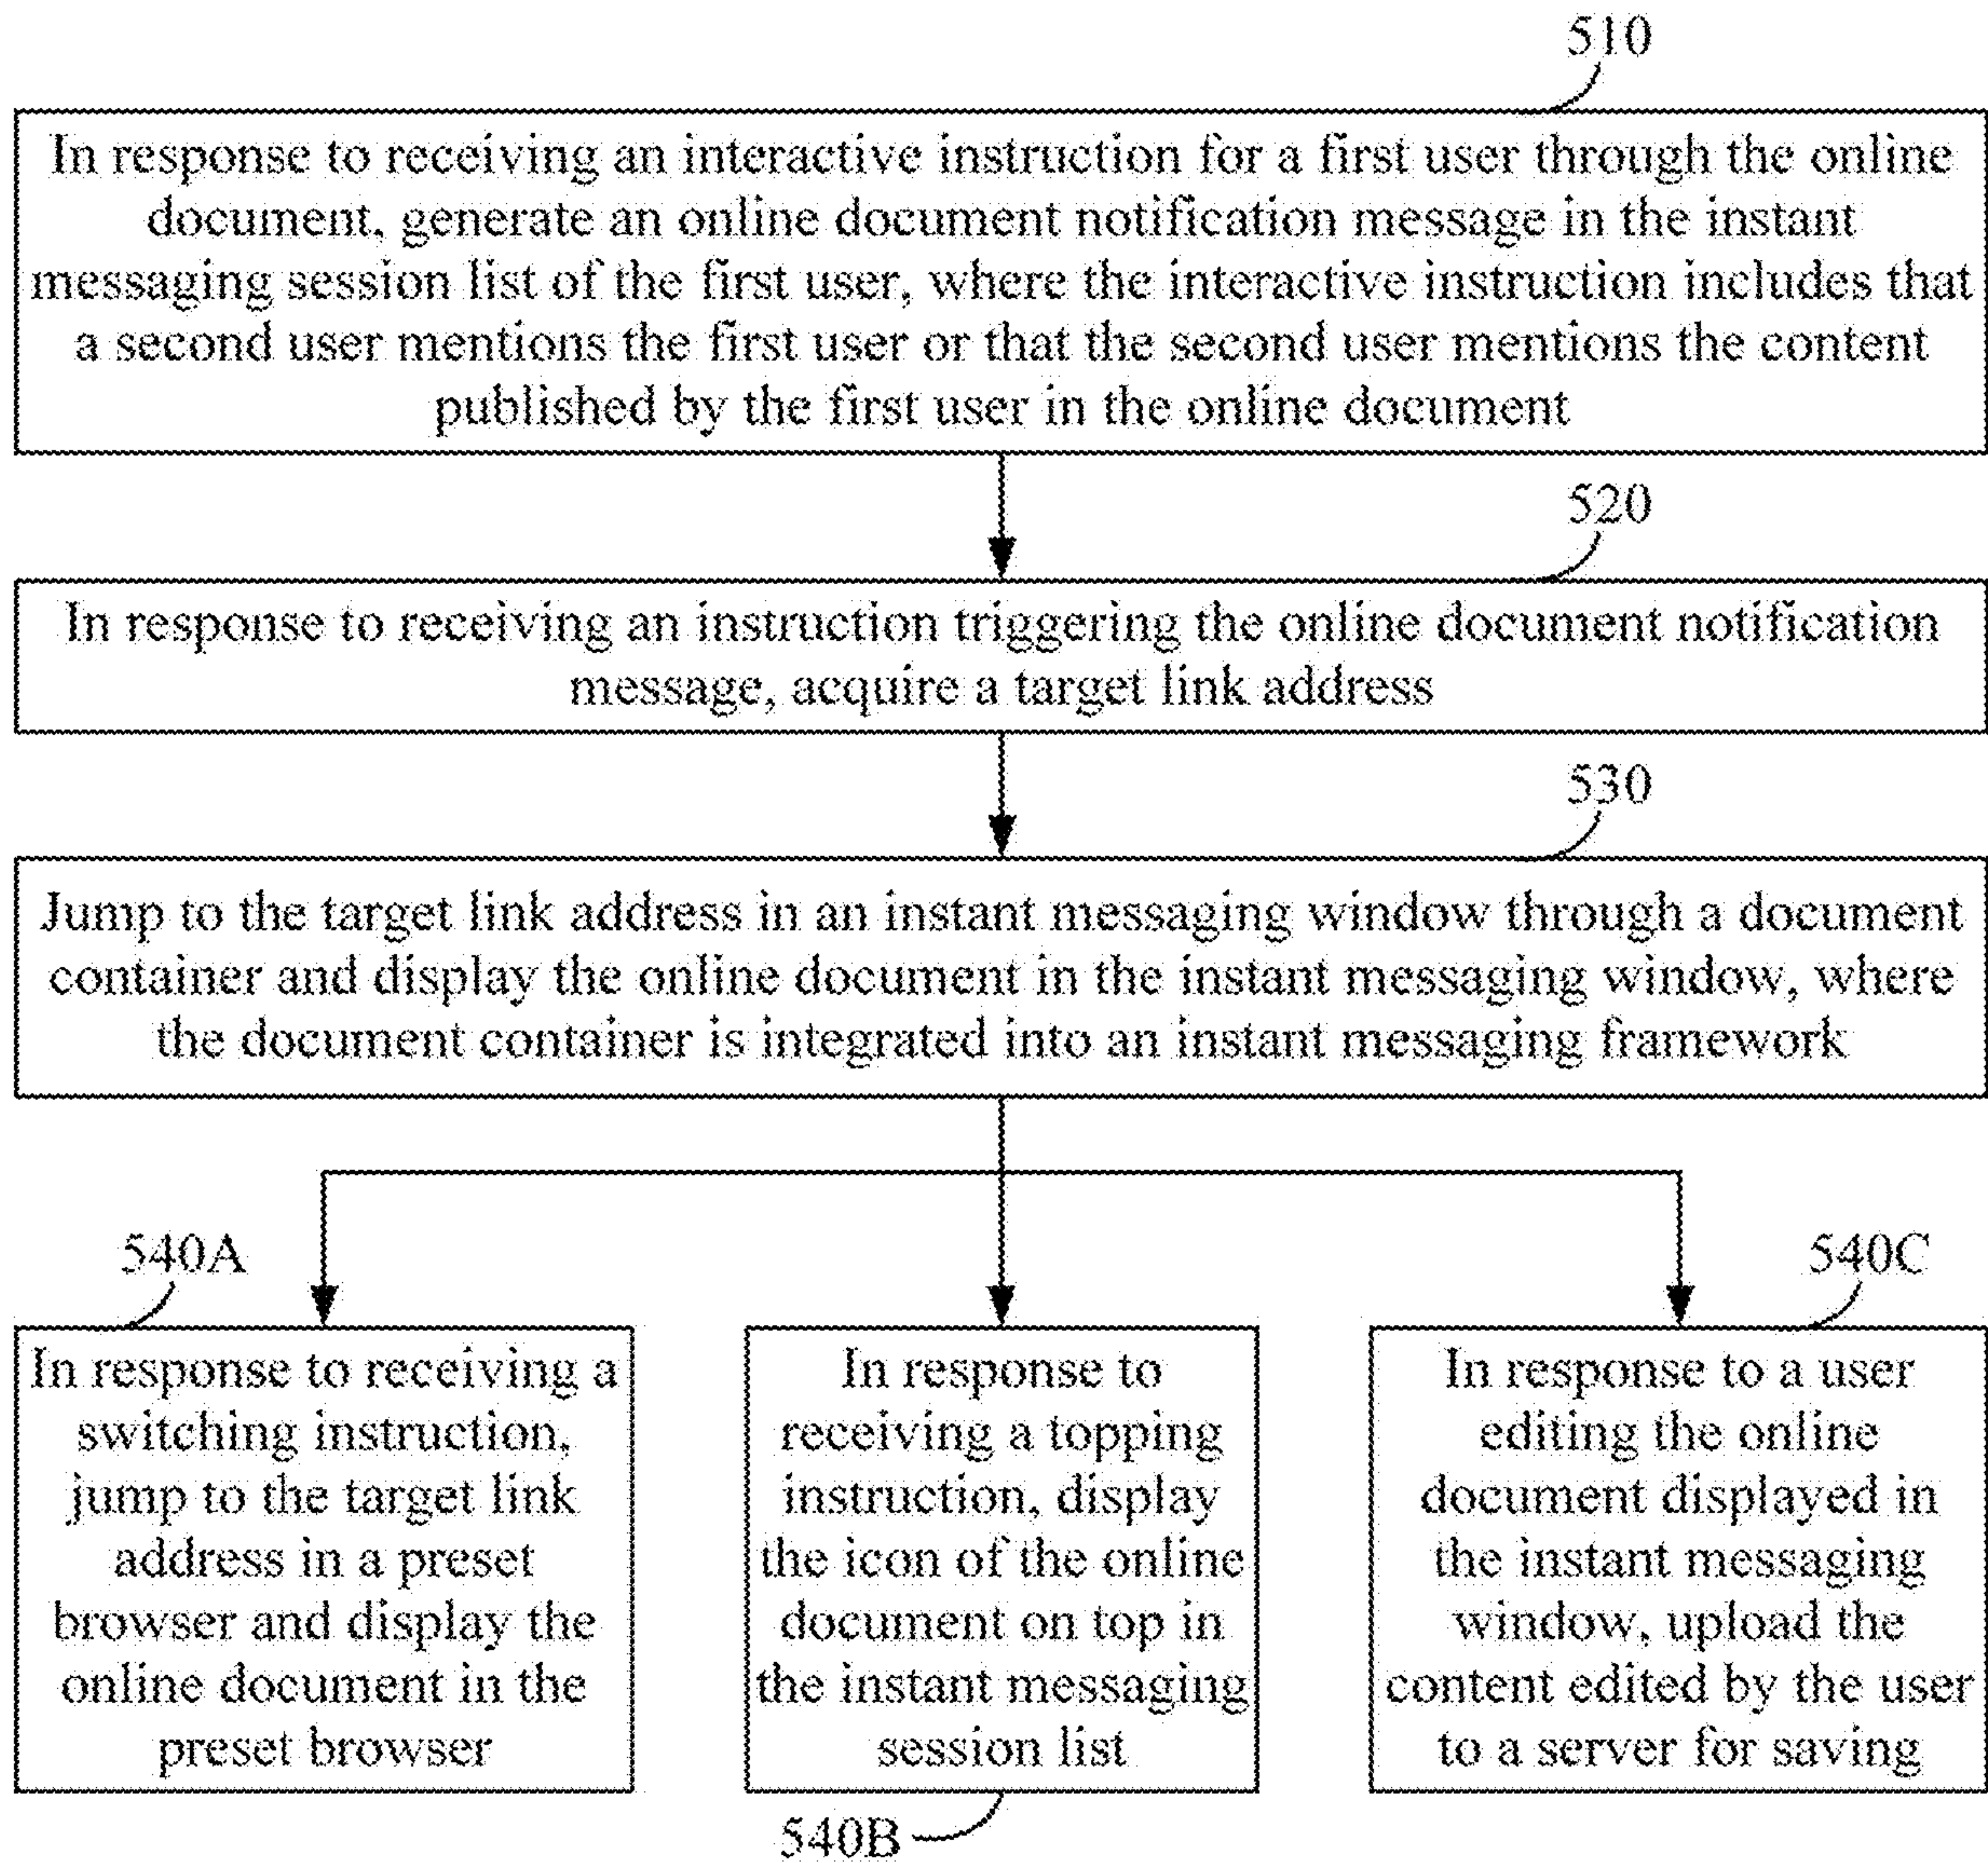 510
In response to receiving an interactive instruction for a first user through the online
document, generate an online document notification message in the instant
messaging session list of the first user, where the interactive instruction includes that
a second user mentions the first user or that the second user mentions the content
published by the first user in the online document
520
In response to receiving an instruction triggering the online document notification
message, acquire a target link address
530
Jump to the target link address in an instant messaging window through a document
container and display the online document in the instant messaging window, where
the document container is integrated into an instant messaging framework
540A
In response to receiving a
switching instruction,
jump to the target link
address in a preset
browser and display the
online document in the
preset browser
In response to
receiving a topping
instruction, display
the icon of the online
document on top in
the instant messaging
session list
540B
540C
In response to a user
editing the online
document displayed in
the instant messaging
window, upload the
content edited by the user
to a server for saving